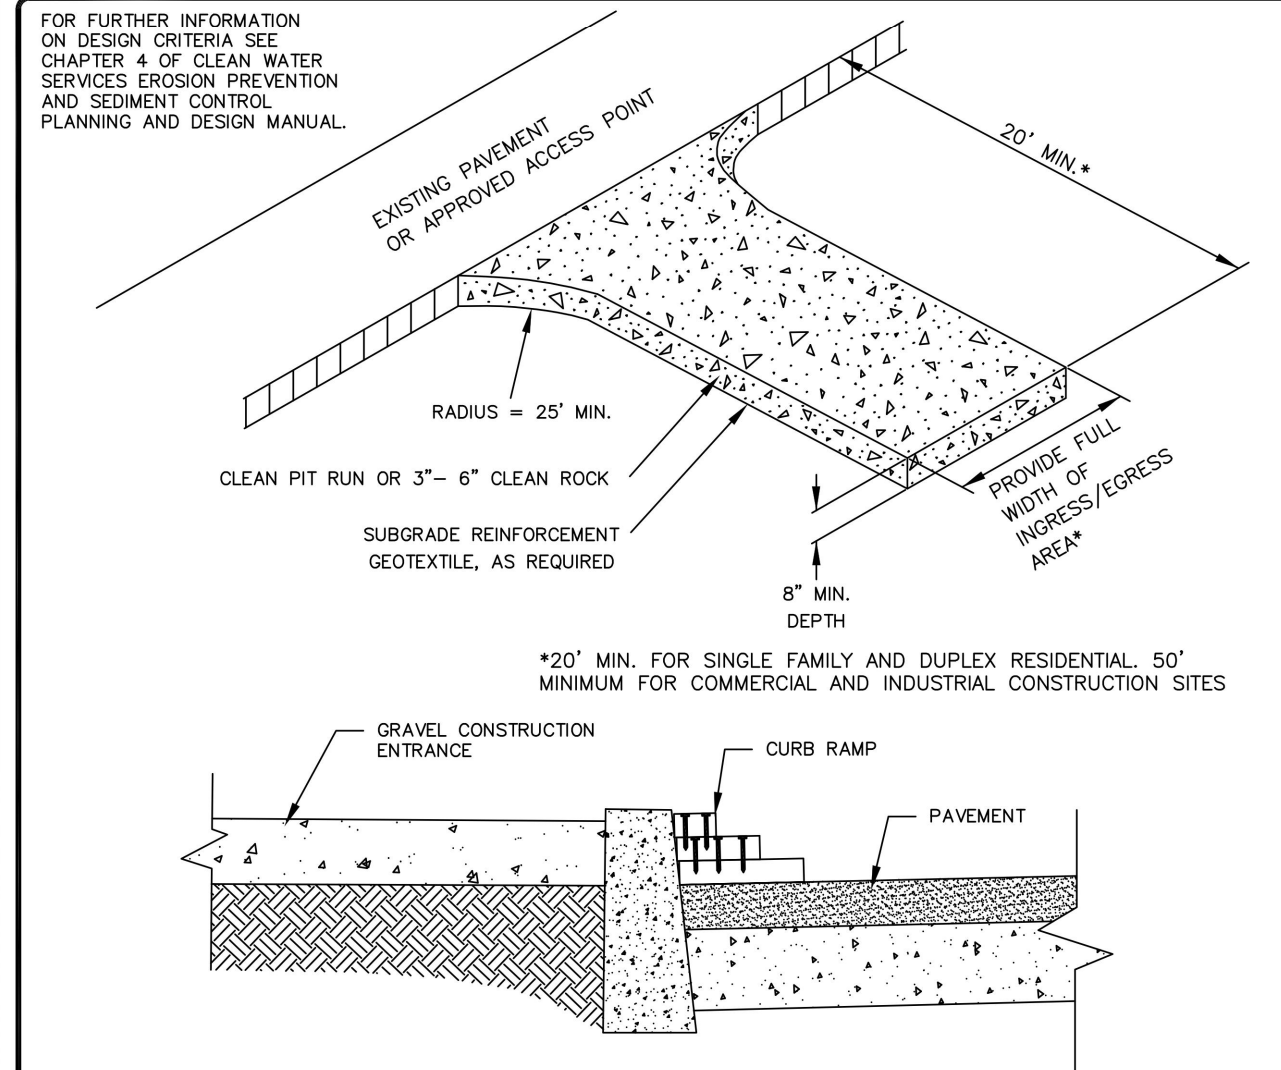 FOR FURTHER INFORMATION
ON DESIGN CRITERIA SEE
CHAPTER 4 OF CLEAN WATER
SERVICES EROSION PREVENTION
AND SEDIMENT CONTROL
PLANNING AND DESIGN MANUAL.
EXISTING PAVEMENT
OR APPROVED ACCESS POINT
20' MIN.*
RADIUS = 25' MIN.
CLEAN PIT RUN OR 3"– 6" CLEAN ROCK
SUBGRADE REINFORCEMENT
GEOTEXTILE, AS REQUIRED
PROVIDE FULL
WIDTH OF
INGRESS/EGRESS
AREA*
8" MIN.
DEPTH
*20' MIN. FOR SINGLE FAMILY AND DUPLEX RESIDENTIAL. 50'
MINIMUM FOR COMMERCIAL AND INDUSTRIAL CONSTRUCTION SITES
GRAVEL CONSTRUCTION
ENTRANCE
CURB RAMP
PAVEMENT